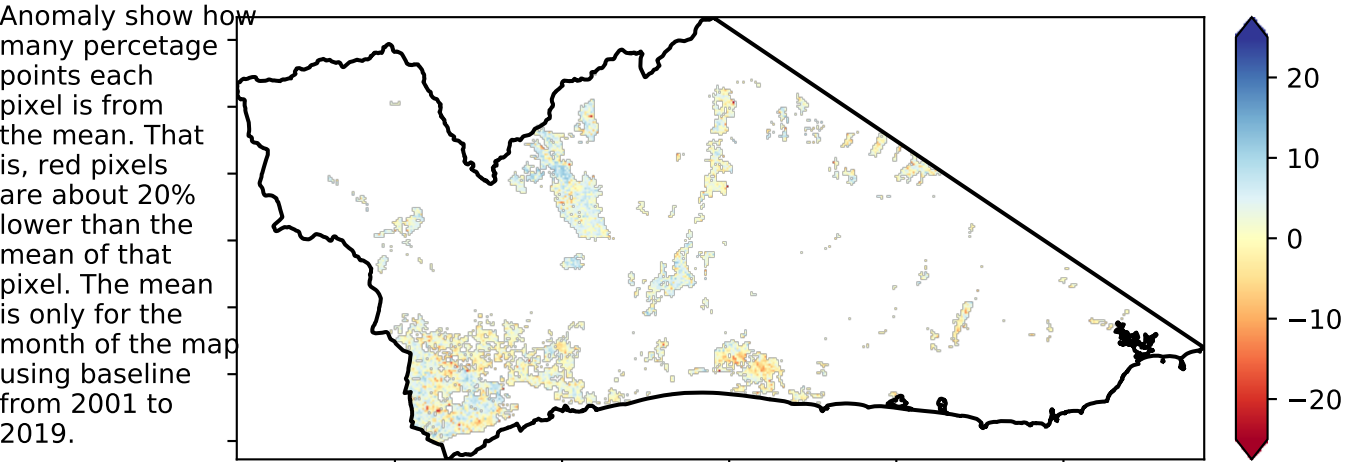 Anomaly show how
many percetage
points each
pixel is from
the mean. That
is, red pixels
are about 20%
lower than the
mean of that
pixel. The mean
is only for the
month of the map
using baseline
from 2001 to
2019.
20
10
0
−10
−20